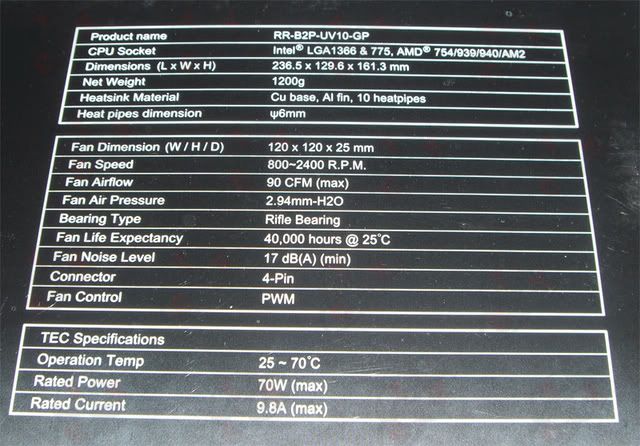 Product name RR-B2P-UV10-GP
CPU Socket Intel® LGA1366 & 775, AMD® 754/939/940/AM2
Dimensions (L x W x H) 236.5 x 129.6 x 161.3 mm
Net Weight 1200g
Heatsink Material Cu base, Al fin, 10 heatpipes
Heat pipes dimension ψ6mm
Fan Dimension (W / H / D) 120 x 120 x 25 mm
Fan Speed 800~2400 R.P.M.
Fan Airflow 90 CFM (max)
Fan Air Pressure 2.94mm-H2O
Bearing Type Rifle Bearing
Fan Life Expectancy 40,000 hours @ 25°C
Fan Noise Level 17 dB(A) (min)
Connector 4-Pin
Fan Control PWM
TEC Specifications
Operation Temp 25 ~ 70°C
Rated Power 70W (max)
Rated Current 9.8A (max)